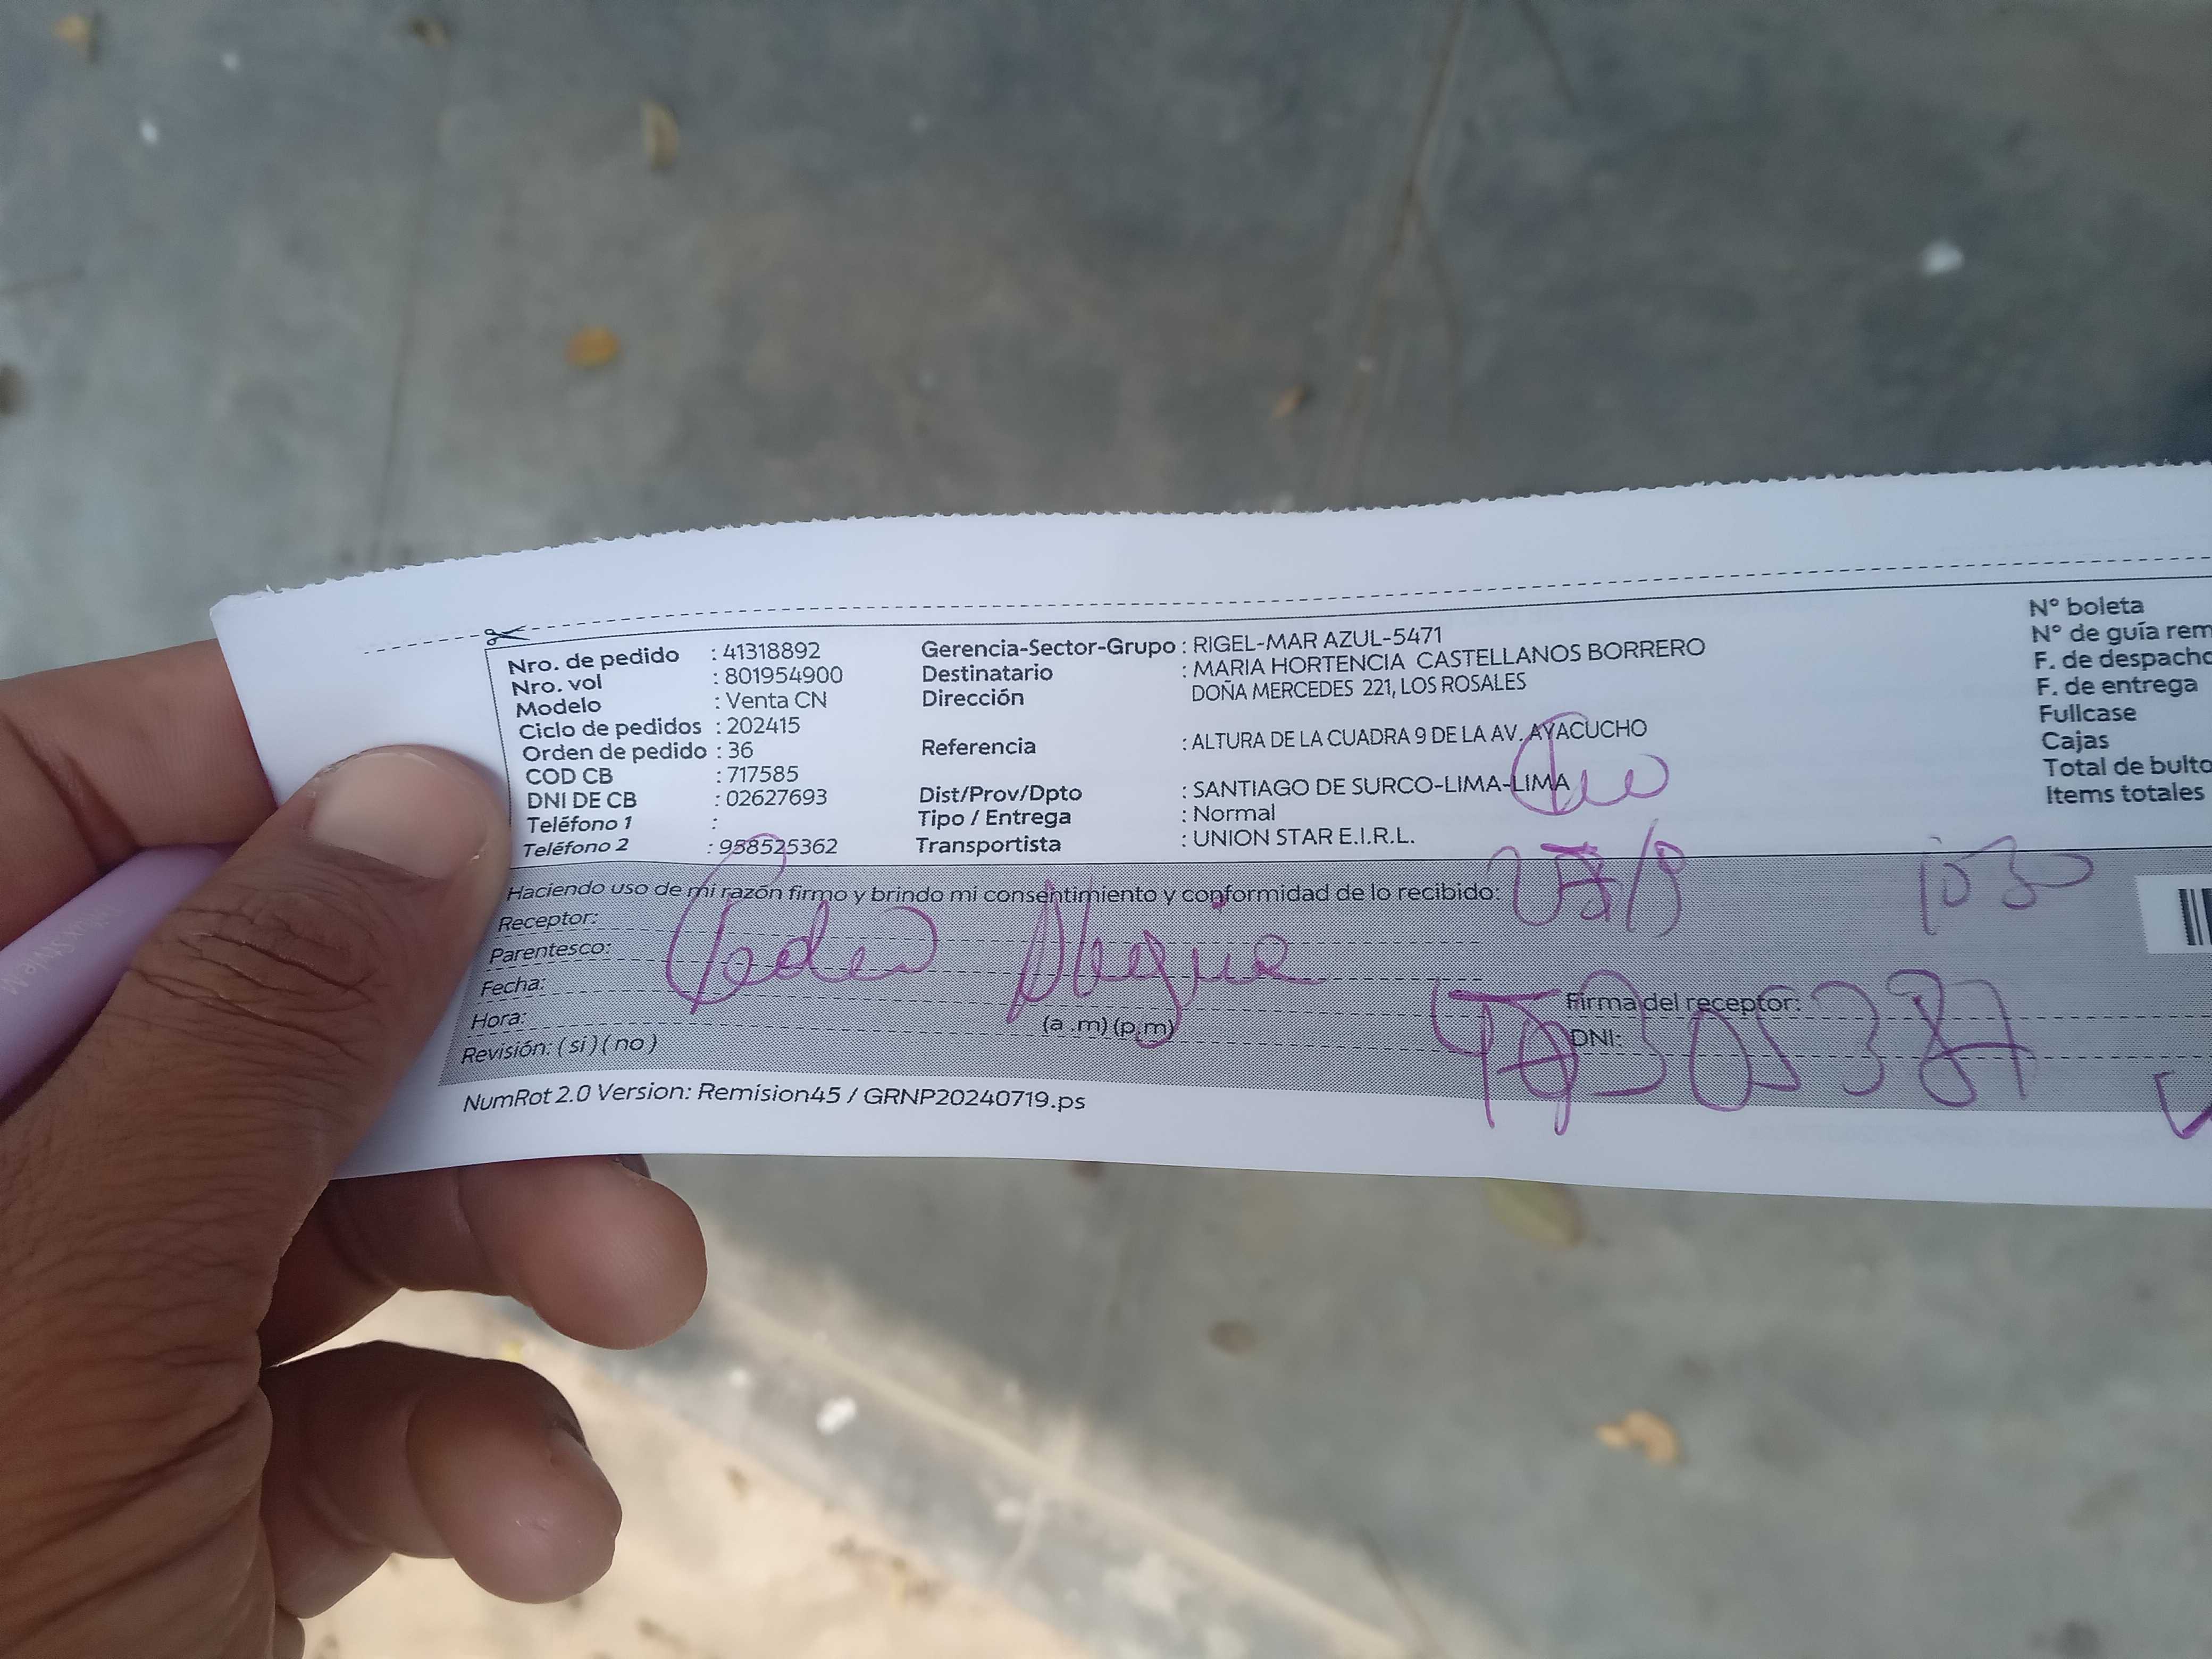 Nro. de pedido : 41318892
Nro. vol : 801954900
Modelo : Venta CN
Ciclo de pedidos : 202415
Orden de pedido : 36
COD CB : 717585
DNI DE CB : 02627693
Teléfono 1 :
Teléfono 2 : 958525362
Gerencia-Sector-Grupo : RIGEL-MAR AZUL-5471
Destinatario : MARIA HORTENCIA CASTELLANOS BORRERO
Dirección DOÑA MERCEDES 221, LOS ROSALES
Referencia : ALTURA DE LA CUADRA 9 DE LA AV. AYACUCHO
Dist/Prov/Dpto : SANTIAGO DE SURCO-LIMA-LIMA
Tipo / Entrega : Normal
Transportista : UNION STAR E.I.R.L.
N° boleta
N° de guía rem
F. de despacho
F. de entrega
Fullcase
Cajas
Total de bulto
Items totales
Haciendo uso de mi razón firmo y brindo mi consentimiento y conformidad de lo recibido:
1030
Receptor:
Parentesco:
Fecha:
Hora: (a .m) (p.m)
Revisión: ( si ) ( no )
Firma del receptor:
DNI:
NumRot 2.0 Version: Remision45 / GRNP20240719.ps